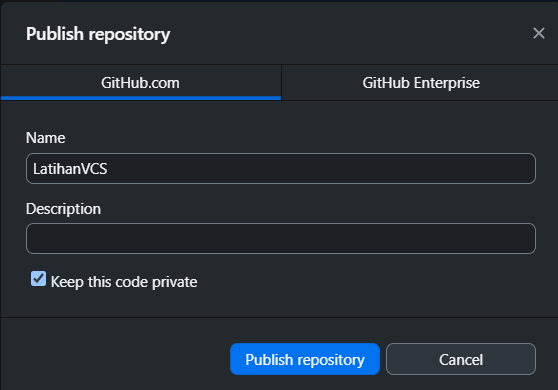 Publish repository
GitHub.com
GitHub Enterprise
Name
LatihanVCS
Description
Keep this code private
Publish repository
Cancel